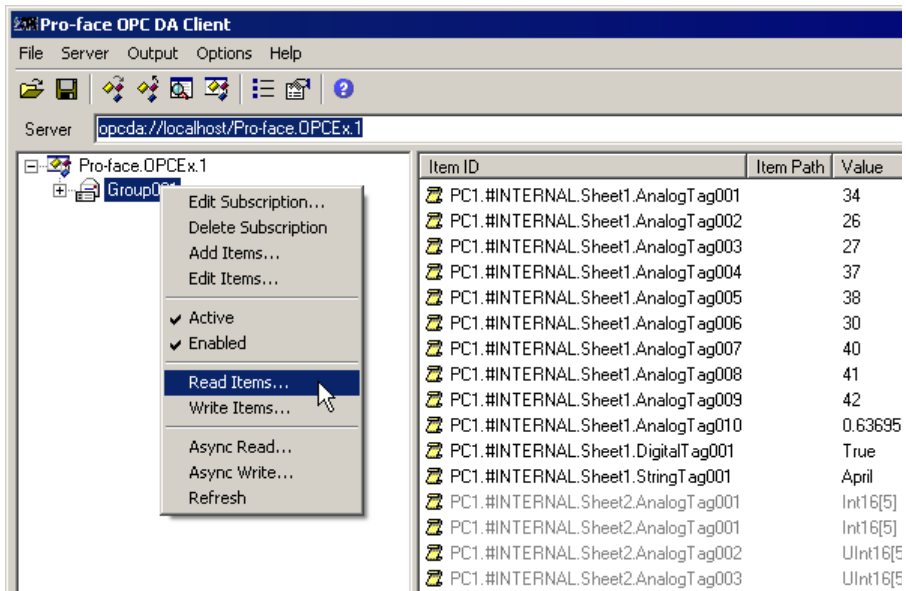 Pro-face OPC DA Client
File Server Output Options Help
Server opcda://localhost/Pro-face.OPCEx.1
Pro-face.OPCEx.1
Group001
Edit Subscription...
Delete Subscription
Add Items...
Edit Items...
Active
Enabled
Read Items...
Write Items...
Async Read...
Async Write...
Refresh
Item ID Item Path Value
PC1.#INTERNAL.Sheet1.AnalogTag001 34
PC1.#INTERNAL.Sheet1.AnalogTag002 26
PC1.#INTERNAL.Sheet1.AnalogTag003 27
PC1.#INTERNAL.Sheet1.AnalogTag004 37
PC1.#INTERNAL.Sheet1.AnalogTag005 38
PC1.#INTERNAL.Sheet1.AnalogTag006 30
PC1.#INTERNAL.Sheet1.AnalogTag007 40
PC1.#INTERNAL.Sheet1.AnalogTag008 41
PC1.#INTERNAL.Sheet1.AnalogTag009 42
PC1.#INTERNAL.Sheet1.AnalogTag010 0.63695
PC1.#INTERNAL.Sheet1.DigitalTag001 True
PC1.#INTERNAL.Sheet1.StringTag001 April
PC1.#INTERNAL.Sheet2.AnalogTag001 Int16[5]
PC1.#INTERNAL.Sheet2.AnalogTag001 Int16[5]
PC1.#INTERNAL.Sheet2.AnalogTag002 UInt16[5
PC1.#INTERNAL.Sheet2.AnalogTag003 UInt16[5